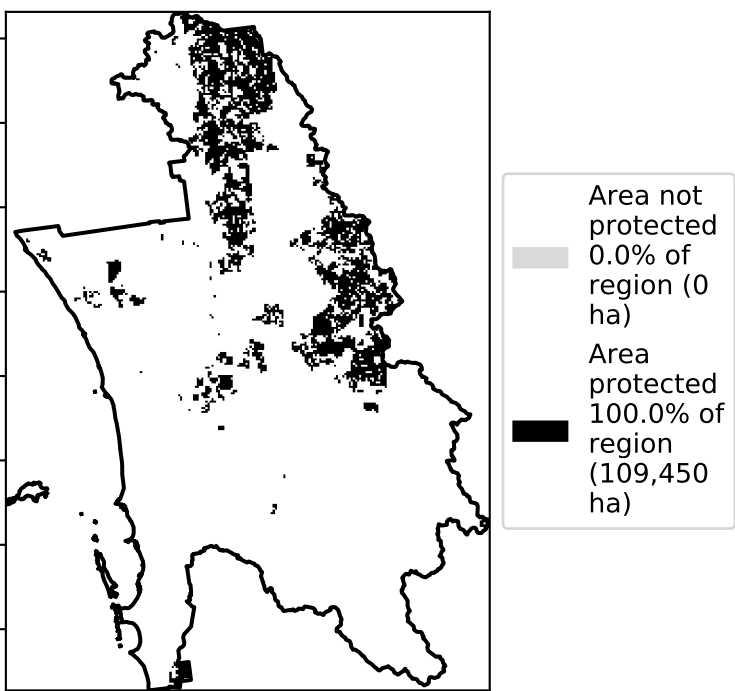 Area not
protected
0.0% of
region (0
ha)
Area
protected
100.0% of
region
(109,450
ha)